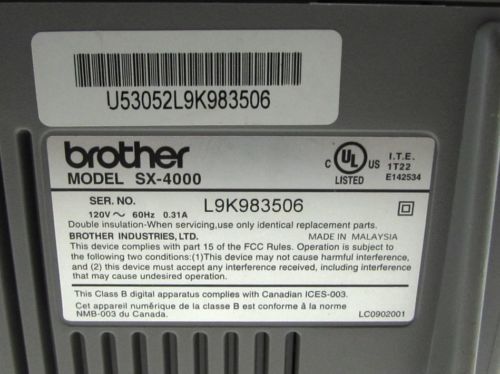 U53052L9K983506
brother
MODEL SX-4000
C UL US
LISTED
I.T.E.
1T22
E142534
SER. NO. L9K983506
120V ~ 60Hz 0.31A
Double insulation-When servicing, use only identical replacement parts.
BROTHER INDUSTRIES, LTD. MADE IN MALAYSIA
This device complies with part 15 of the FCC Rules. Operation is subject to
the following two conditions: (1)This device may not cause harmful interference,
and (2) this device must accept any interference received, including interference
that may cause undesired operation.
This Class B digital apparatus complies with Canadian ICES-003.
Cet appareil numérique de la classe B est conforme à la norme
NMB-003 du Canada. LC0902001